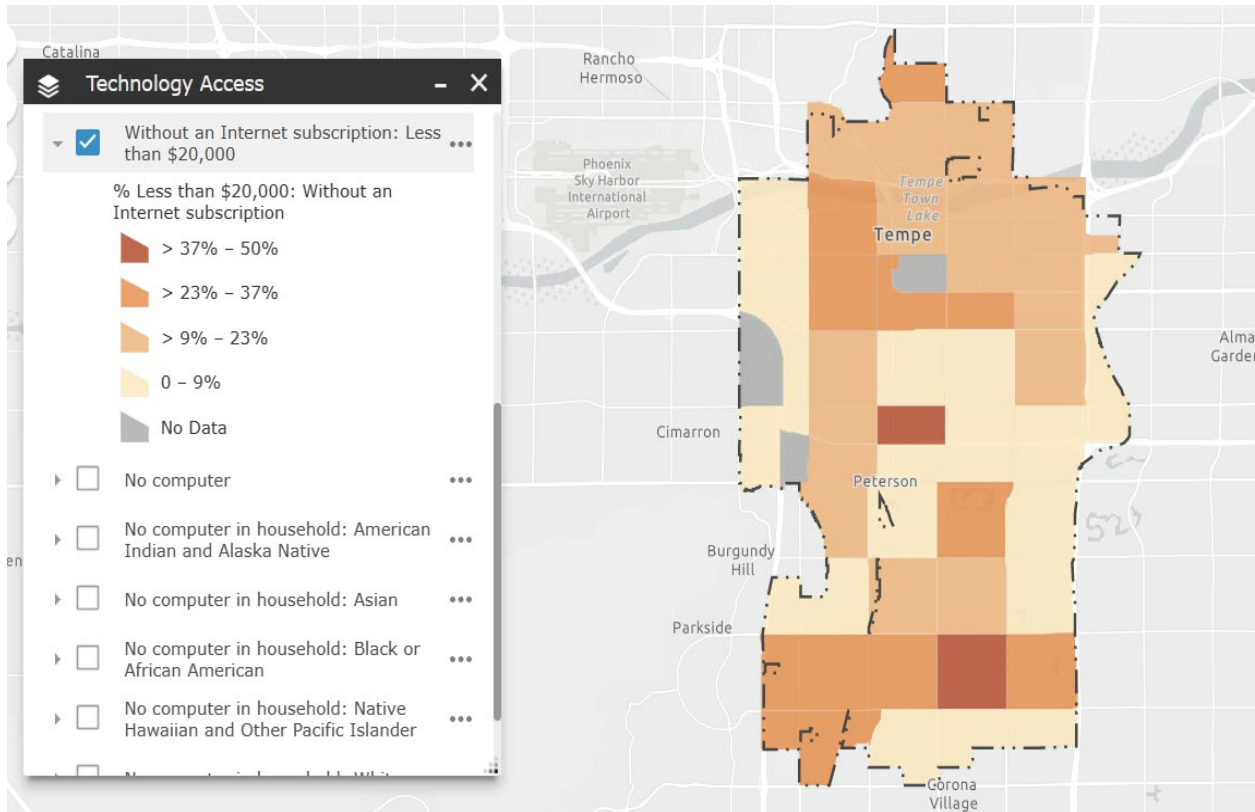 Technology Access
Without an Internet subscription: Less
than $20,000
% Less than $20,000: Without an
Internet subscription
> 37% – 50%
> 23% – 37%
> 9% – 23%
0 – 9%
No Data
No computer
No computer in household: American
Indian and Alaska Native
No computer in household: Asian
No computer in household: Black or
African American
No computer in household: Native
Hawaiian and Other Pacific Islander
Catalina
Rancho
Hermoso
Phoenix
Sky Harbor
International
Airport
Tempe
Town
Lake
Tempe
Alma
Garden
Cimarron
Peterson
Burgundy
Hill
Parkside
Corona
Village